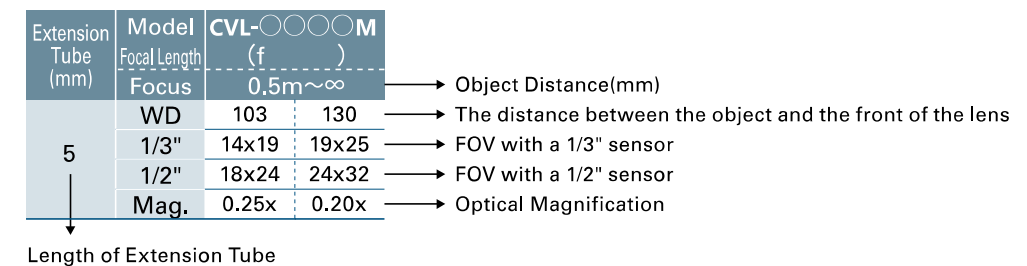 Extension Tube (mm) Model CVL-○○○○M
Focal Length (f )
Focus 0.5m~∞ Object Distance(mm)
WD 103 130 The distance between the object and the front of the lens
5 1/3" 14x19 19x25 FOV with a 1/3" sensor
1/2" 18x24 24x32 FOV with a 1/2" sensor
Mag. 0.25x 0.20x Optical Magnification
Length of Extension Tube